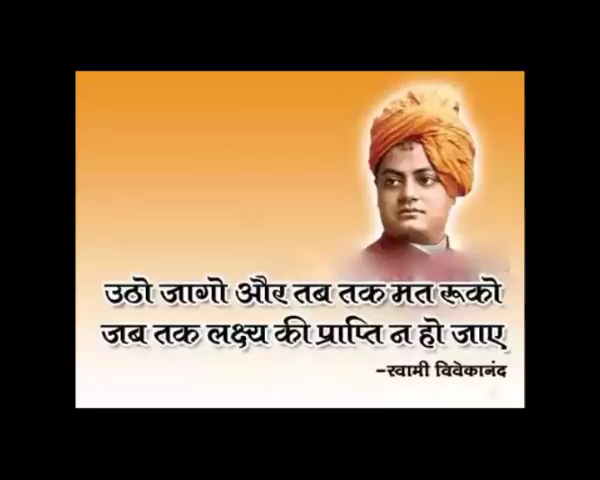 उठो जागो और तब तक मत रूको
जब तक लक्ष्य की प्राप्ति न हो जाए
-स्वामी विवेकानंद